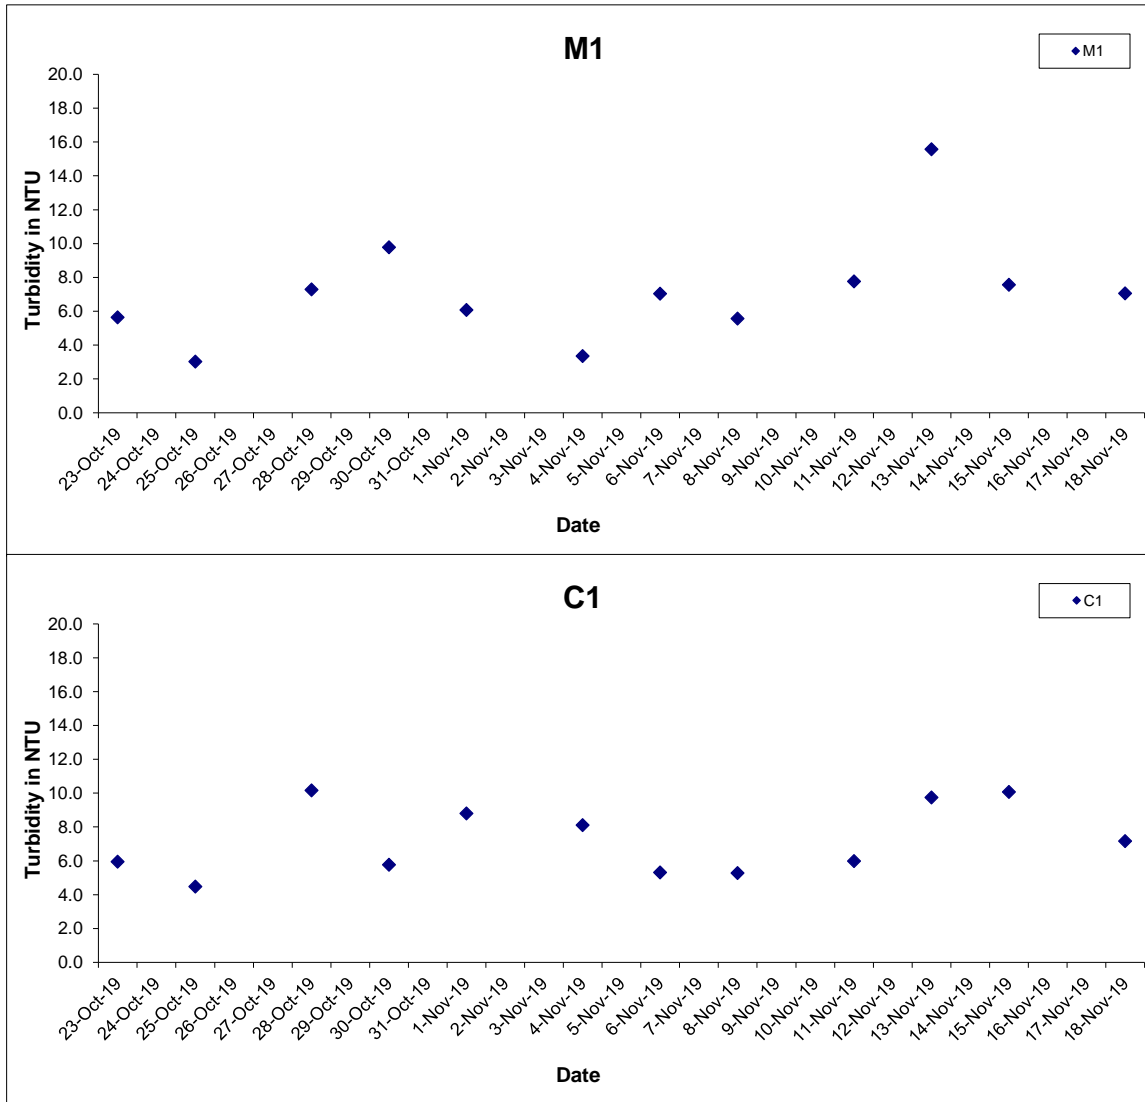 M1
M1
20.0
18.0
16.0
14.0
12.0
10.0
8.0
6.0
4.0
2.0
0.0
Turbidity in NTU
23-Oct-19
24-Oct-19
25-Oct-19
26-Oct-19
27-Oct-19
28-Oct-19
29-Oct-19
30-Oct-19
31-Oct-19
1-Nov-19
2-Nov-19
3-Nov-19
4-Nov-19
5-Nov-19
6-Nov-19
7-Nov-19
8-Nov-19
9-Nov-19
10-Nov-19
11-Nov-19
12-Nov-19
13-Nov-19
14-Nov-19
15-Nov-19
16-Nov-19
17-Nov-19
18-Nov-19
Date
C1
C1
20.0
18.0
16.0
14.0
12.0
10.0
8.0
6.0
4.0
2.0
0.0
Turbidity in NTU
23-Oct-19
24-Oct-19
25-Oct-19
26-Oct-19
27-Oct-19
28-Oct-19
29-Oct-19
30-Oct-19
31-Oct-19
1-Nov-19
2-Nov-19
3-Nov-19
4-Nov-19
5-Nov-19
6-Nov-19
7-Nov-19
8-Nov-19
9-Nov-19
10-Nov-19
11-Nov-19
12-Nov-19
13-Nov-19
14-Nov-19
15-Nov-19
16-Nov-19
17-Nov-19
18-Nov-19
Date